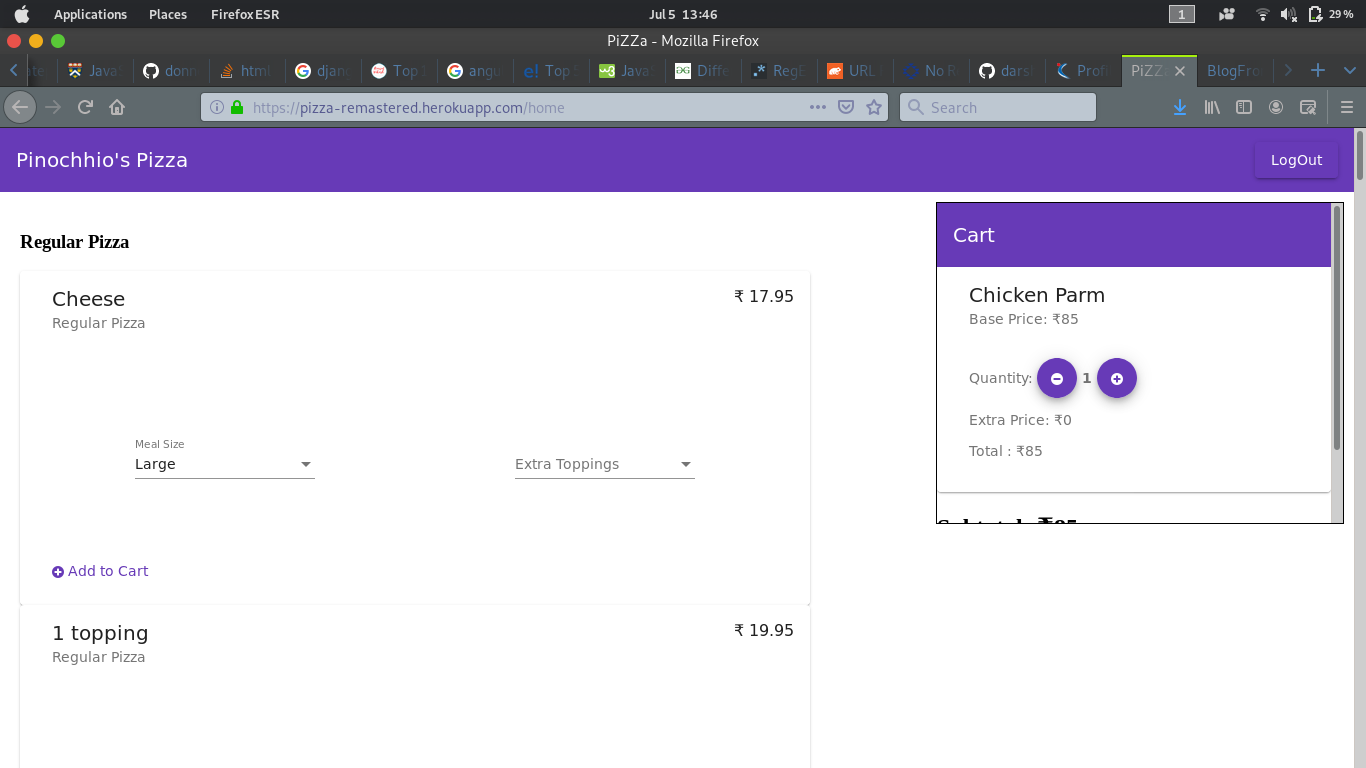 Applications Places Firefox ESR Jul 5 13:46 1 29 %
PiZZa - Mozilla Firefox
Java donn html djan Top angu Top Java Diffe RegE URL No R dars Prof PiZZa BlogFro
https://pizza-remastered.herokuapp.com/home Search
Pinochhio's Pizza LogOut
Regular Pizza
Cheese ₹ 17.95
Regular Pizza
Meal Size
Large Extra Toppings
Add to Cart
1 topping ₹ 19.95
Regular Pizza
Cart
Chicken Parm
Base Price: ₹85
Quantity: 1
Extra Price: ₹0
Total : ₹85
Subtotal: ₹85